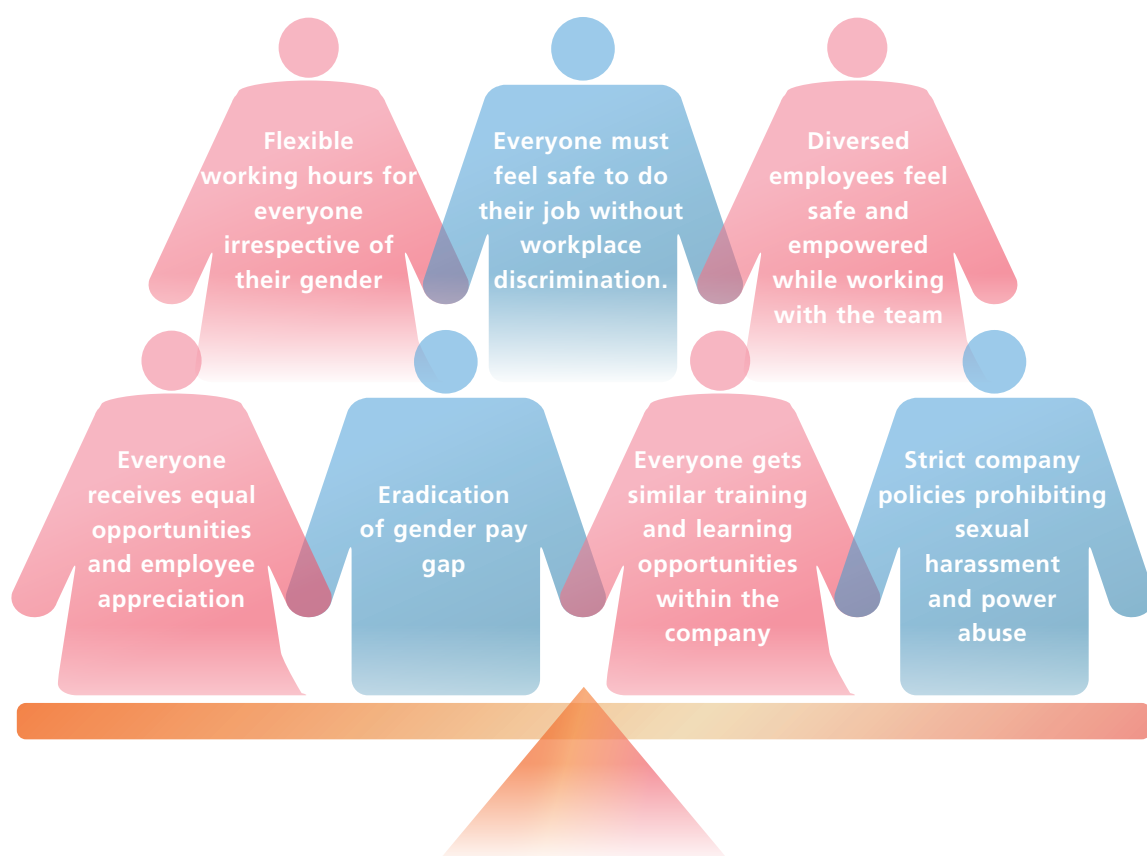 Flexible
working hours for
everyone
irrespective of
their gender
Everyone must
feel safe to do
their job without
workplace
discrimination.
Diversed
employees feel
safe and
empowered
while working
with the team
Everyone
receives equal
opportunities
and employee
appreciation
Eradication
of gender pay
gap
Everyone gets
similar training
and learning
opportunities
within the
company
Strict company
policies prohibiting
sexual
harassment
and power
abuse